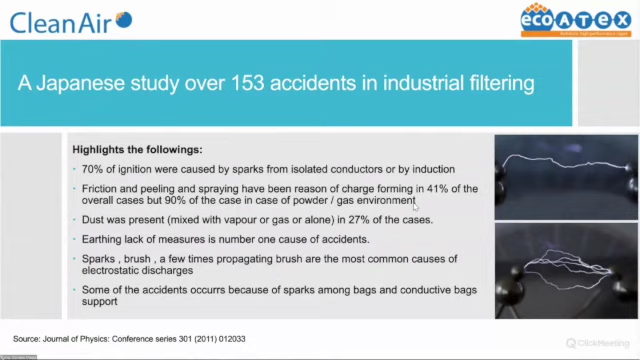 CleanAir
ecoATEX
A Japanese study over 153 accidents in industrial filtering
Highlights the followings:
• 70% of ignition were caused by sparks from isolated conductors or by induction
• Friction and peeling and spraying have been reason of charge forming in 41% of the
overall cases but 90% of the case in case of powder / gas environment
• Dust was present (mixed with vapour or gas or alone) in 27% of the cases.
• Earthing lack of measures is number one cause of accidents.
• Sparks , brush , a few times propagating brush are the most common causes of
electrostatic discharges
• Some of the accidents occurrs because of sparks among bags and conductive bags
support
Source: Journal of Physics: Conference series 301 (2011) 012033
ClickMeeting